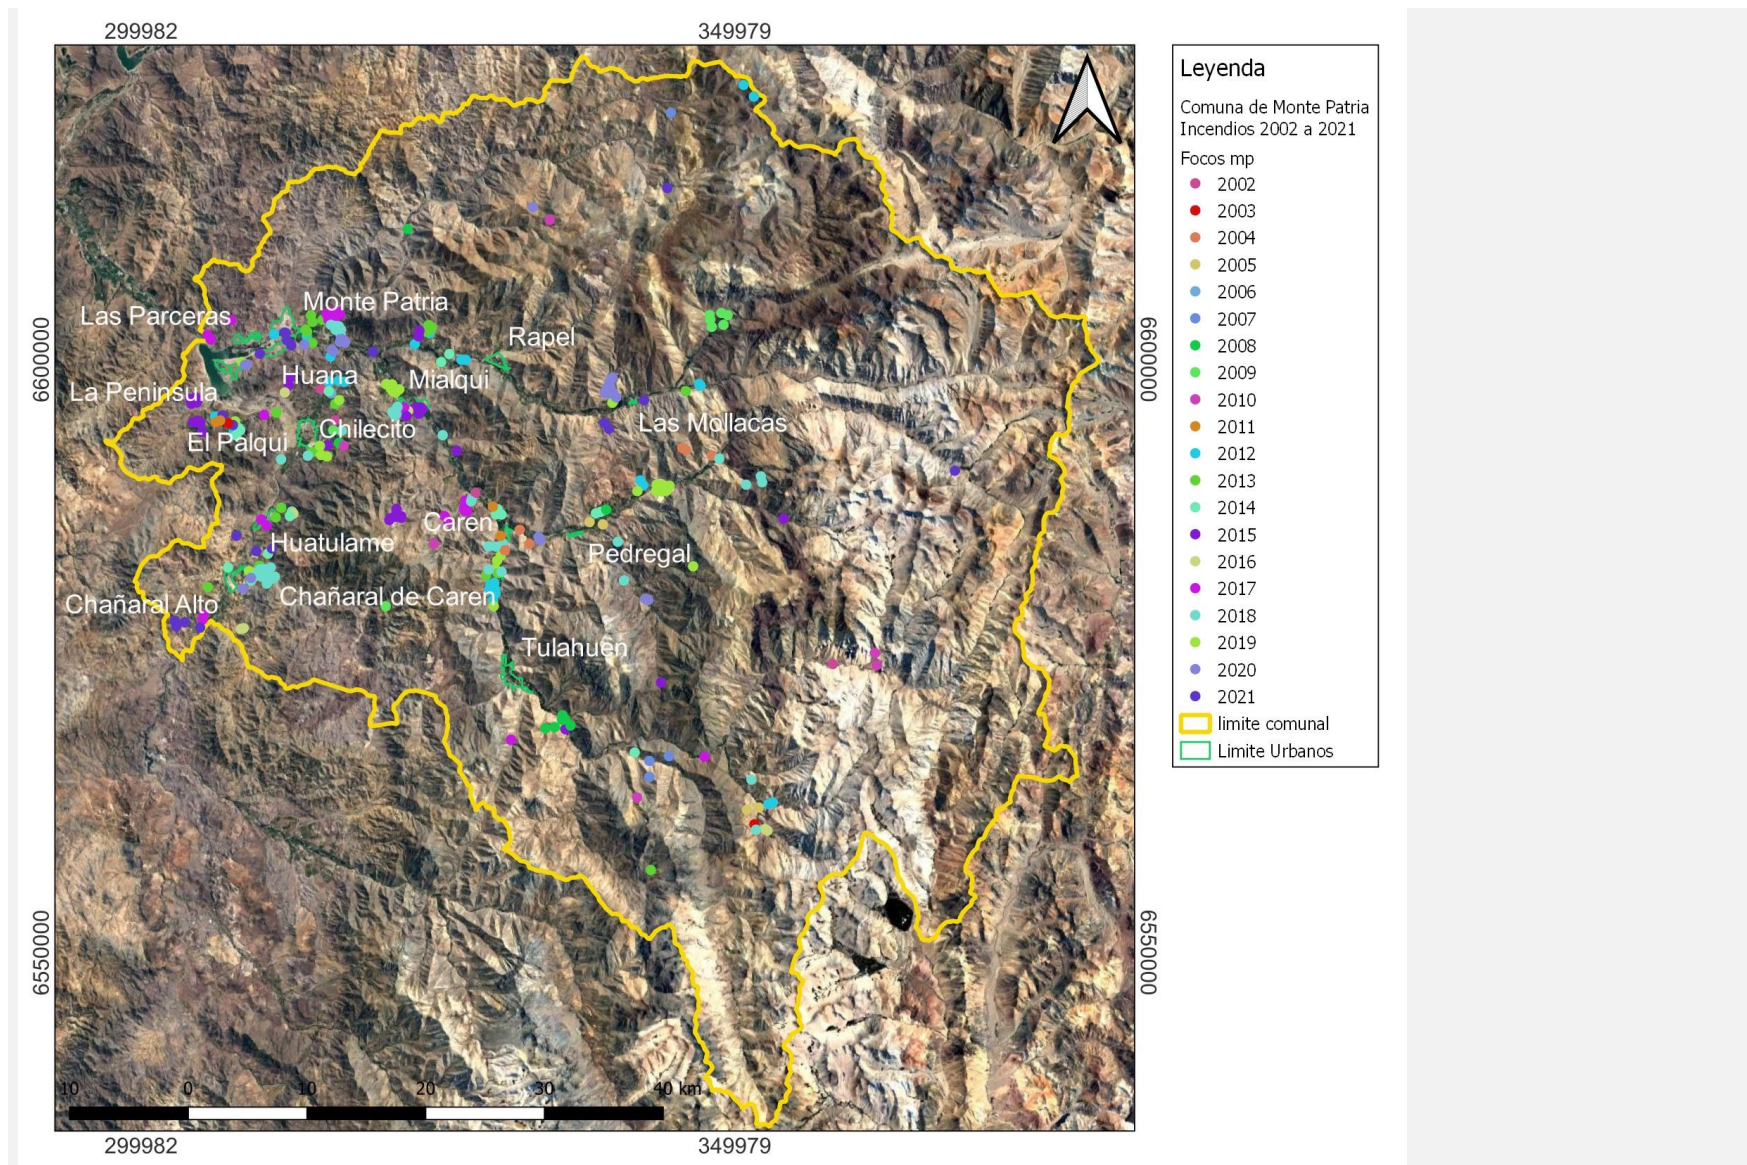 299982
349979
Leyenda
Comuna de Monte Patria
Incendios 2002 a 2021
Focos mp
2002
2003
2004
2005
2006
2007
2008
2009
2010
2011
2012
2013
2014
2015
2016
2017
2018
2019
2020
2021
limite comunal
Limite Urbanos
6600000
6600000
Monte Patria
Las Parceras
Rapel
Huana
Mialqui
La Peninsula
Las Mollacas
El Palqui
Chilecito
Caren
Huatulame
Pedregal
Chañaral Alto
Chañaral de Caren
Tulahuen
6550000
6550000
10 0 10 20 30 40 km
299982
349979